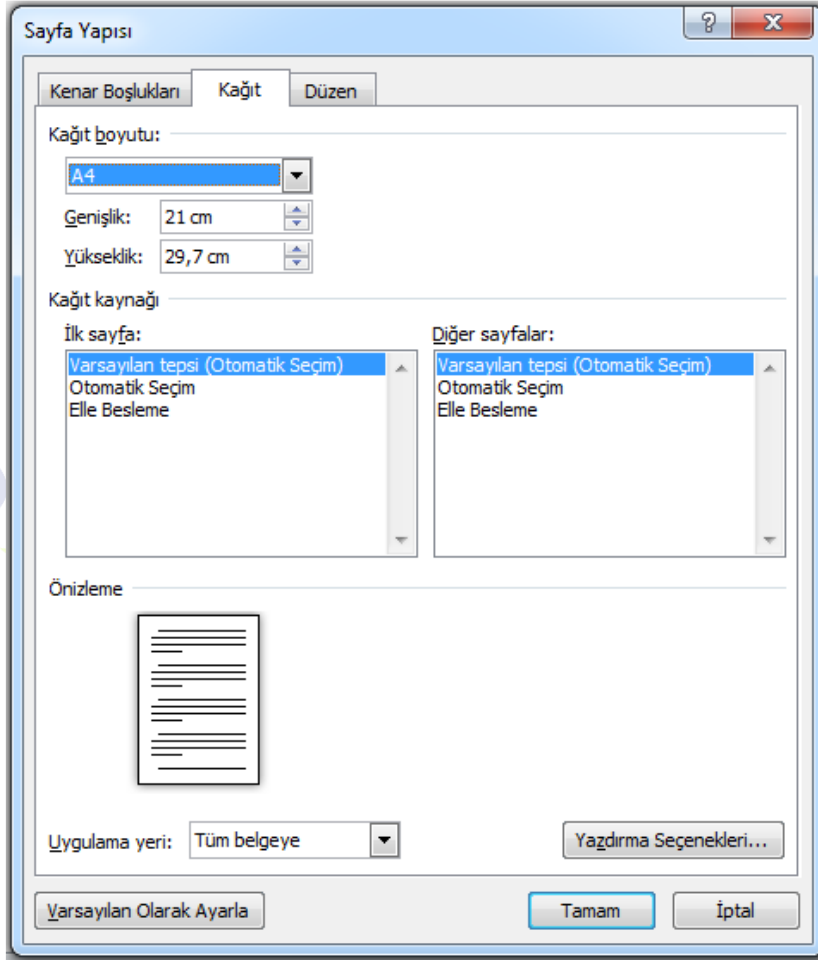 Sayfa Yapısı
Kenar Boşlukları Kağıt Düzen
Kağıt boyutu:
A4
Genişlik: 21 cm
Yükseklik: 29,7 cm
Kağıt kaynağı
İlk sayfa: Diğer sayfalar:
Varsayılan tepsi (Otomatik Seçim) Varsayılan tepsi (Otomatik Seçim)
Otomatik Seçim Otomatik Seçim
Elle Besleme Elle Besleme
Önizleme
Uygulama yeri: Tüm belgeye Yazdırma Seçenekleri...
Varsayılan Olarak Ayarla Tamam İptal